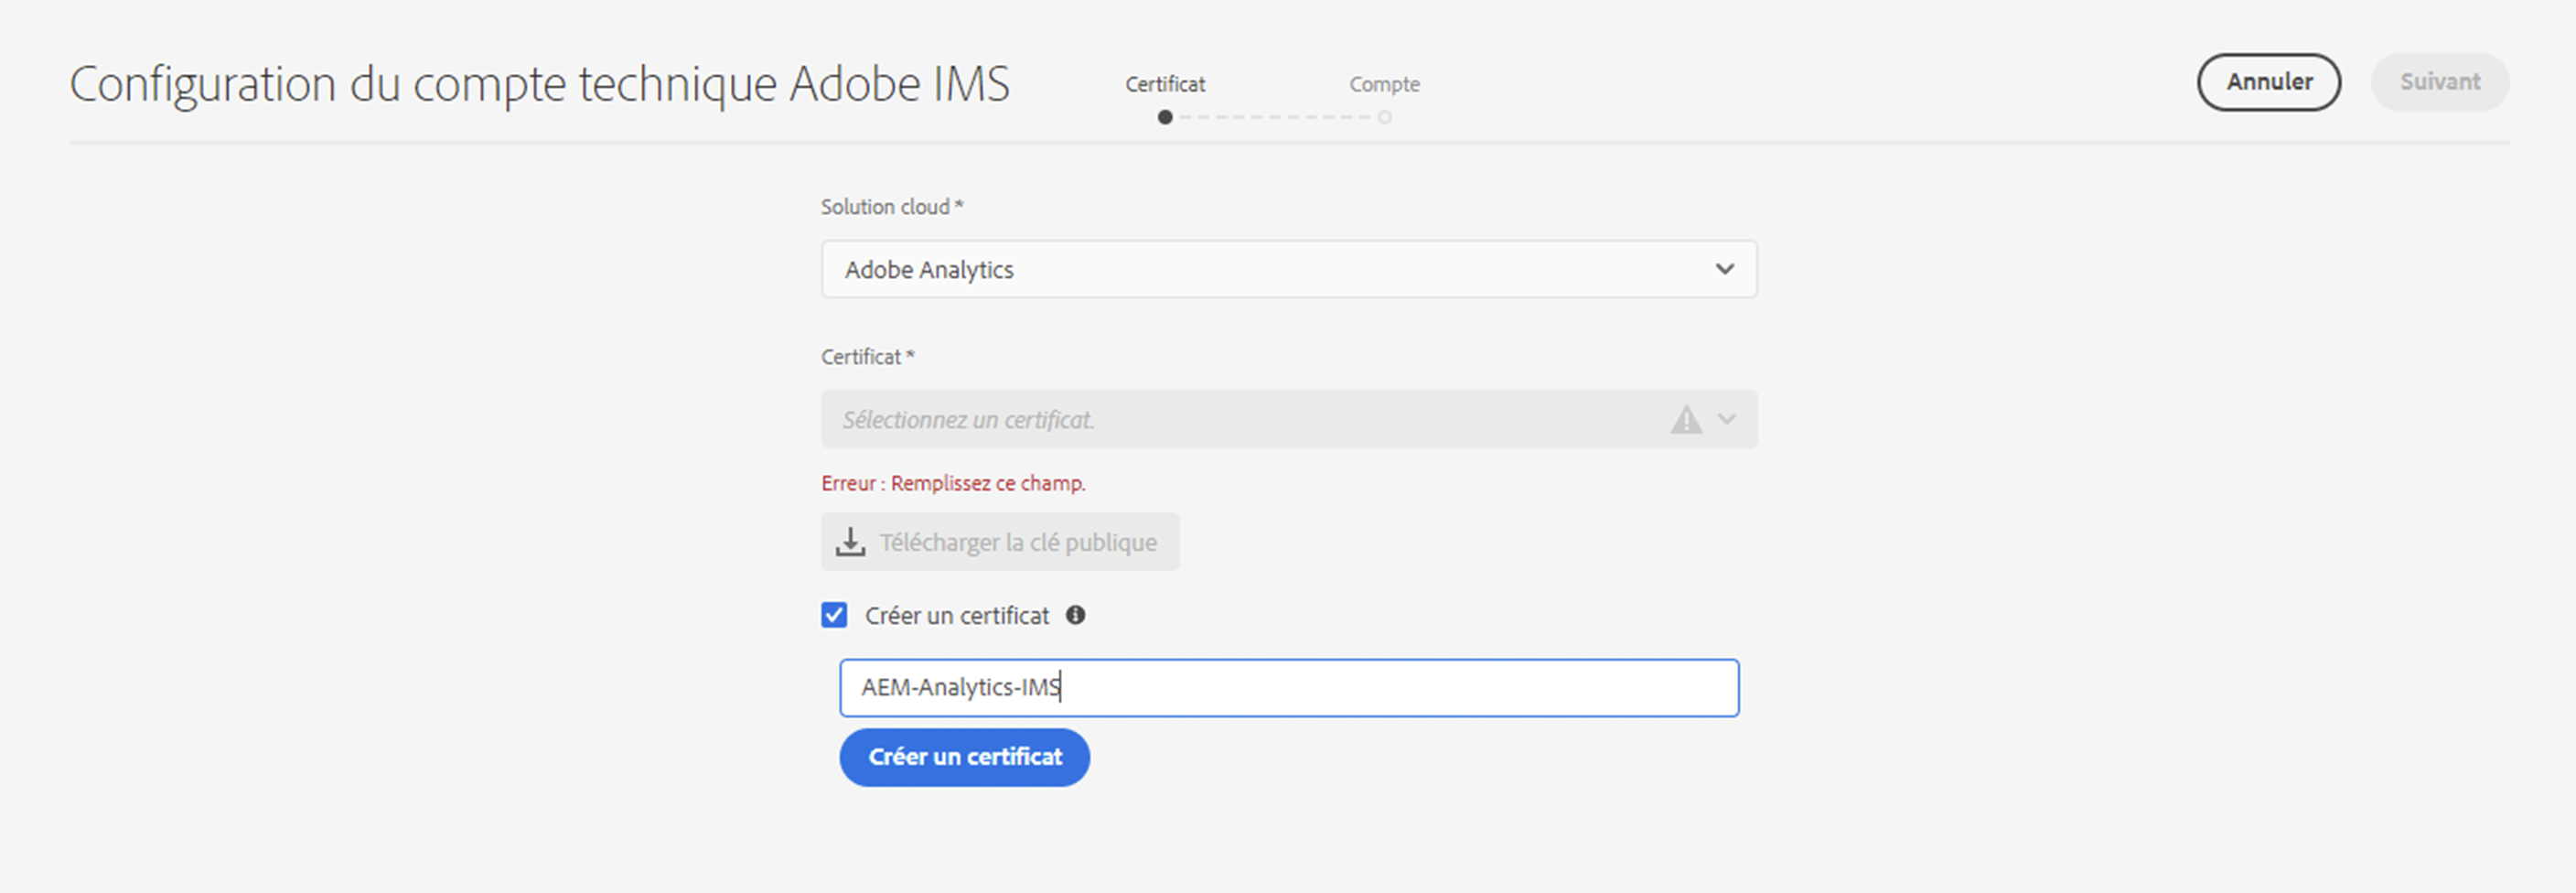 Configuration du compte technique Adobe IMS
Certificat
Compte
Annuler
Suivant
Solution cloud *
Adobe Analytics
Certificat *
Sélectionnez un certificat.
Erreur : Remplissez ce champ.
Télécharger la clé publique
Créer un certificat
AEM-Analytics-IMS
Créer un certificat